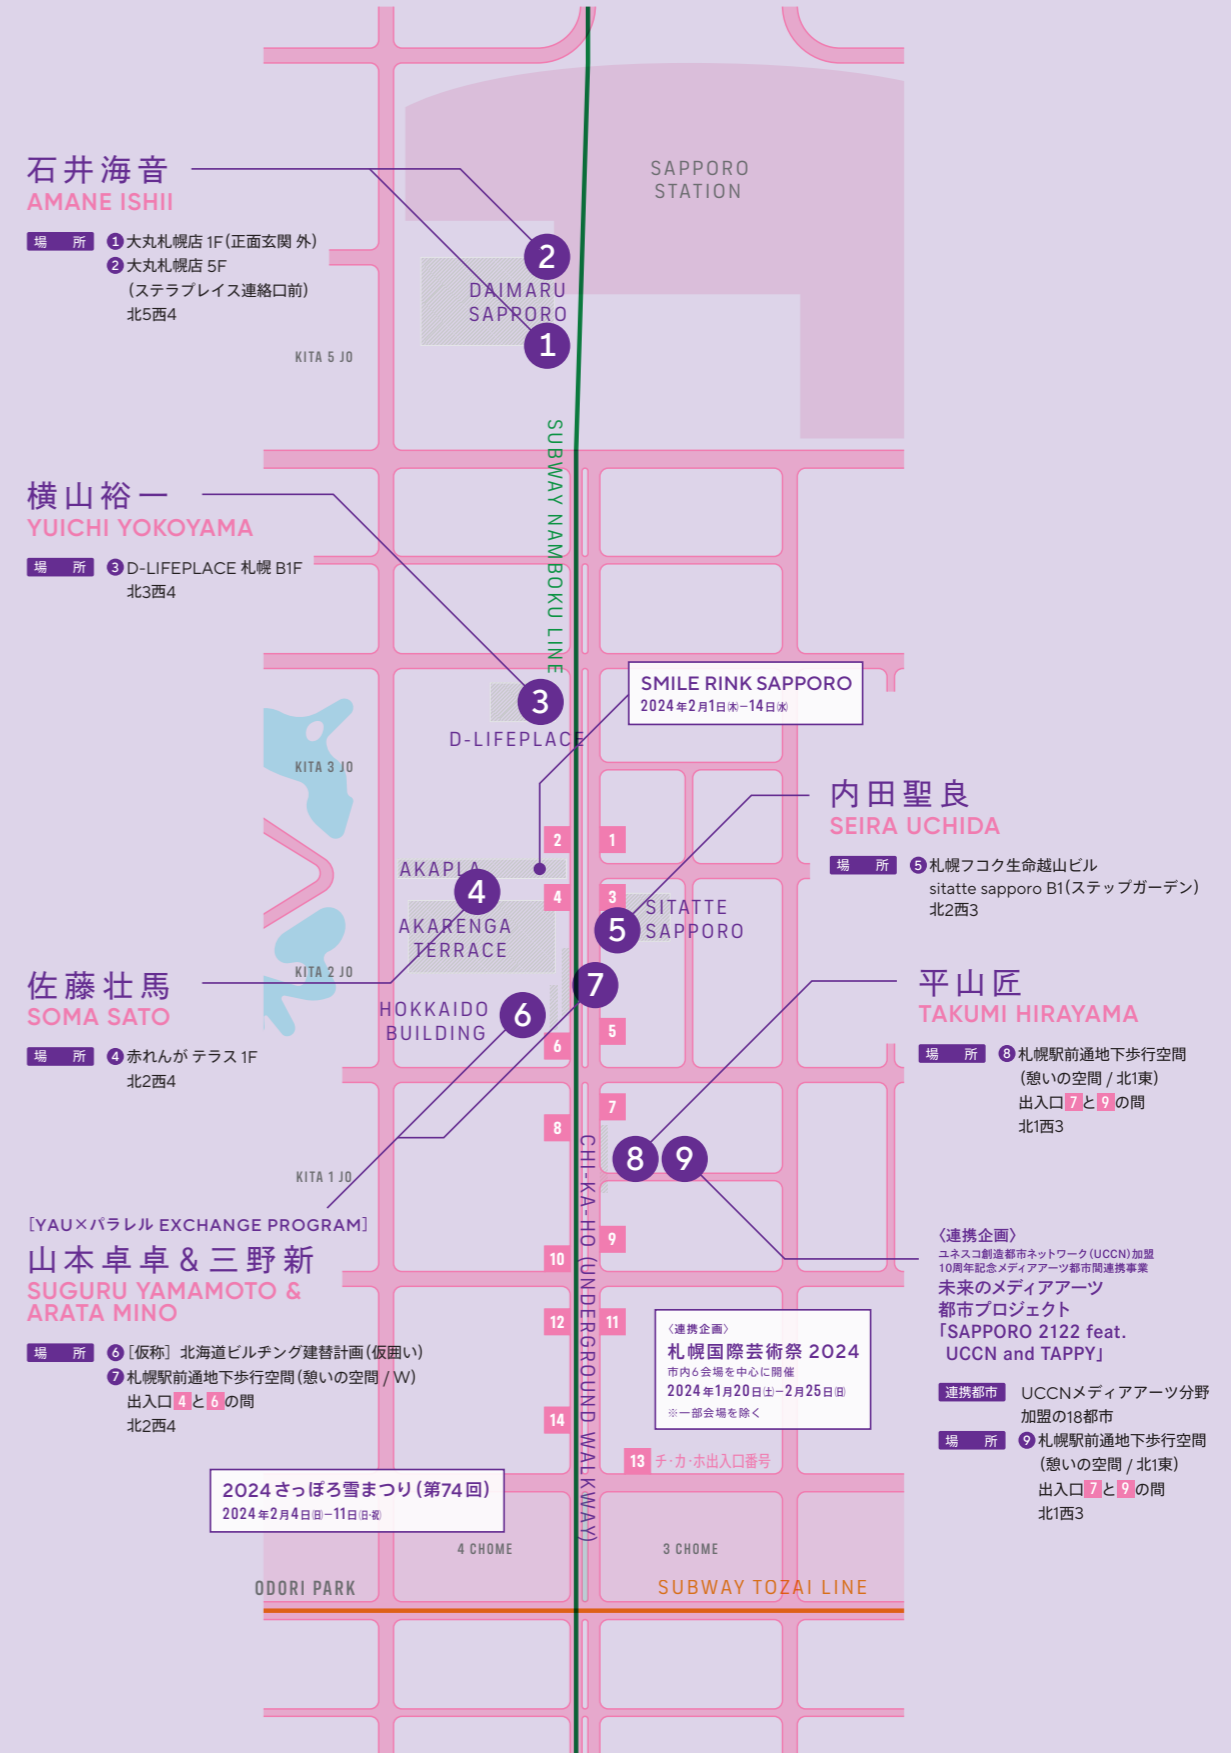 SAPPORO
STATION
石井海音
AMANE ISHII
場 所 ❶大丸札幌店 1F(正面玄関 外)
❷大丸札幌店 5F
(ステラプレイス連絡口前)
北5西4
2
DAIMARU
SAPPORO
1
KITA 5 JO
SUBWAY NAMBOKU LINE
横山裕一
YUICHI YOKOYAMA
場 所 ❸D-LIFEPLACE 札幌 B1F
北3西4
3
D-LIFEPLACE
SMILE RINK SAPPORO
2024年2月1日㊍–14日㊌
KITA 3 JO
内田聖良
SEIRA UCHIDA
場 所 ❺札幌フコク生命越山ビル
sitatte sapporo B1(ステップガーデン)
北2西3
2
1
AKAPLA
4
4
3
AKARENGA
TERRACE
5
SITATTE
SAPPORO
KITA 2 JO
佐藤壮馬
SOMA SATO
場 所 ❹赤れんが テラス 1F
北2西4
7
HOKKAIDO
BUILDING
6
6
5
平山匠
TAKUMI HIRAYAMA
場 所 ❽札幌駅前通地下歩行空間
(憩いの空間 / 北1東)
出入口7と9の間
北1西3
8
7
8
9
CHI-KA-HO (UNDERGROUND WALKWAY)
KITA 1 JO
[YAU×パラレル EXCHANGE PROGRAM]
山本卓卓 & 三野新
SUGURU YAMAMOTO &
ARATA MINO
場 所 ❻[仮称] 北海道ビルヂング建替計画(仮囲い)
❼札幌駅前通地下歩行空間(憩いの空間 / W)
出入口4と6の間
北2西4
10
9
12
11
14
13 チ・カ・ホ出入口番号
〈連携企画〉
札幌国際芸術祭 2024
市内6会場を中心に開催
2024年1月20日㊏–2月25日㊐
※一部会場を除く
〈連携企画〉
ユネスコ創造都市ネットワーク(UCCN)加盟
10周年記念メディアアーツ都市間連携事業
未来のメディアアーツ
都市プロジェクト
「SAPPORO 2122 feat.
UCCN and TAPPY」
連携都市 UCCNメディアアーツ分野
加盟の18都市
場 所 ❾札幌駅前通地下歩行空間
(憩いの空間 / 北1東)
出入口7と9の間
北1西3
2024さっぽろ雪まつり(第74回)
2024年2月4日㊐–11日(日・祝)
4 CHOME
3 CHOME
ODORI PARK
SUBWAY TOZAI LINE